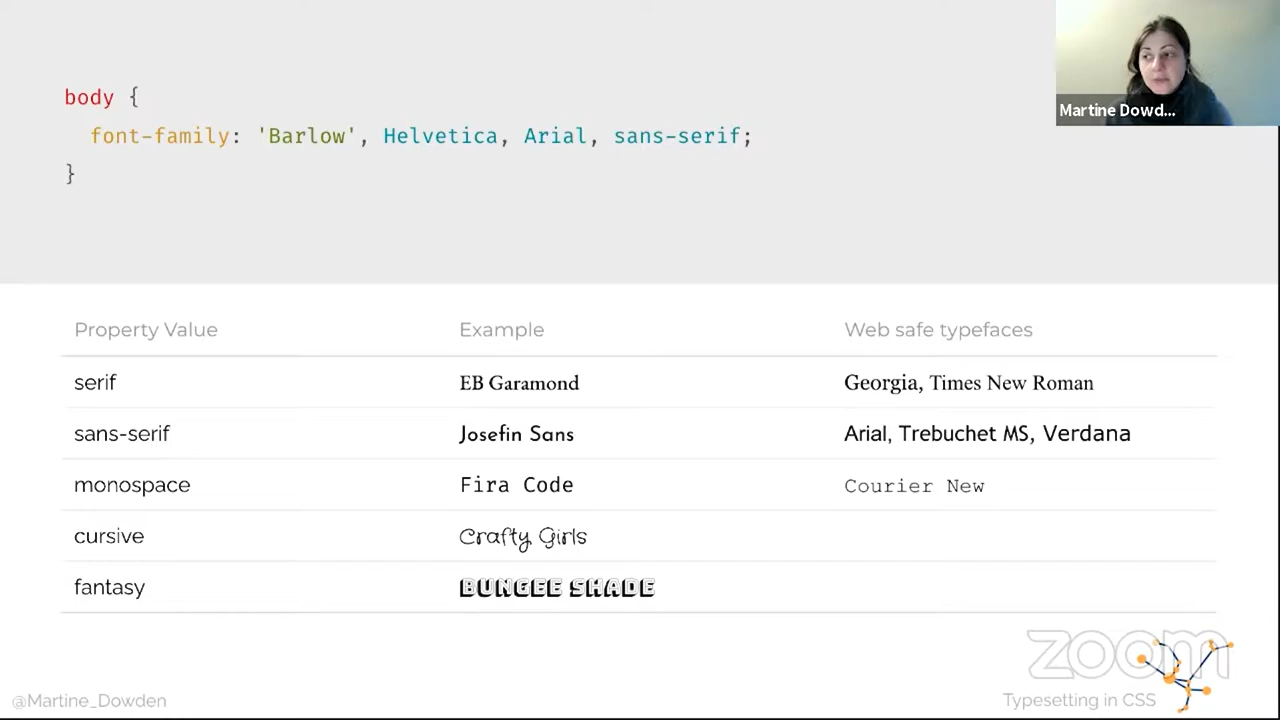 body {
font-family: 'Barlow', Helvetica, Arial, sans-serif;
}
Martine Dowd...
Property Value Example Web safe typefaces
serif EB Garamond Georgia, Times New Roman
sans-serif Josefin Sans Arial, Trebuchet MS, Verdana
monospace Fira Code Courier New
cursive Crafty Girls
fantasy BUNGEE SHADE
zoom
@Martine_Dowden Typesetting in CSS